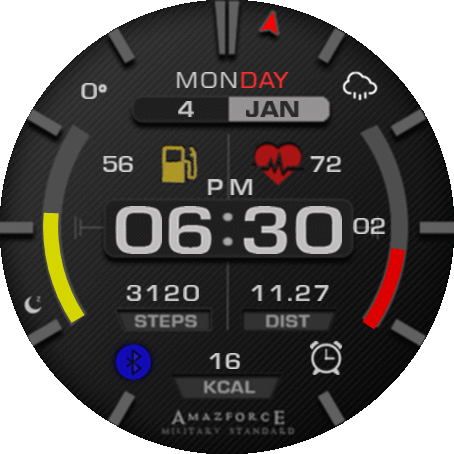 MONDAY
0°
4 JAN
56 72
PM
06:30 02
3120 11.27
STEPS DIST
16
KCAL
AMAZFORCE
MILITARY STANDARD